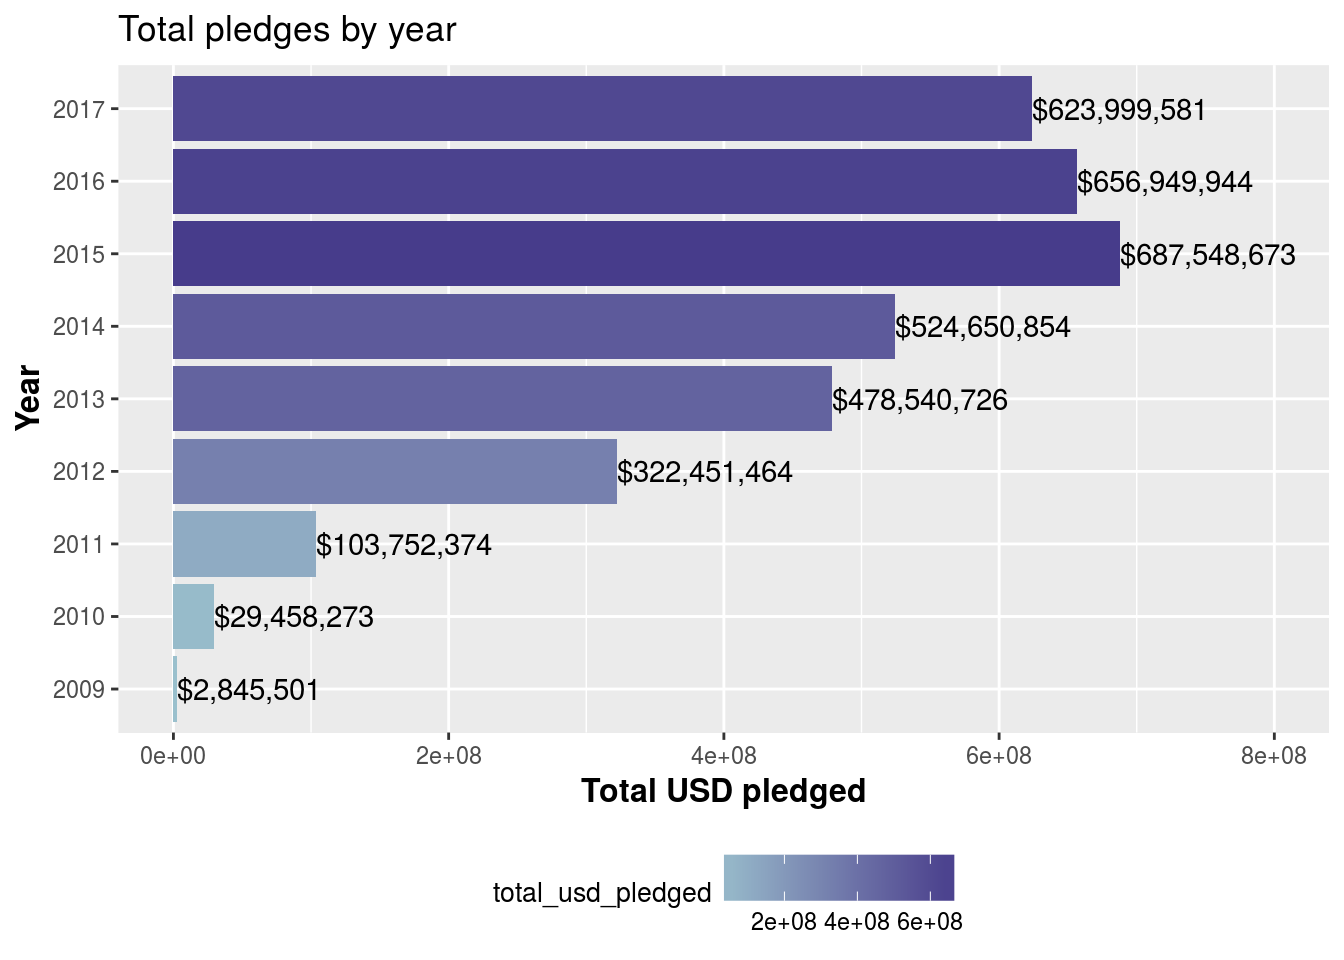 Total pledges by year
2017 $623,999,581
2016 $656,949,944
2015 $687,548,673
2014 $524,650,854
2013 $478,540,726
2012 $322,451,464
2011 $103,752,374
2010 $29,458,273
2009 $2,845,501
Year
0e+00 2e+08 4e+08 6e+08 8e+08
Total USD pledged
total_usd_pledged
2e+08 4e+08 6e+08